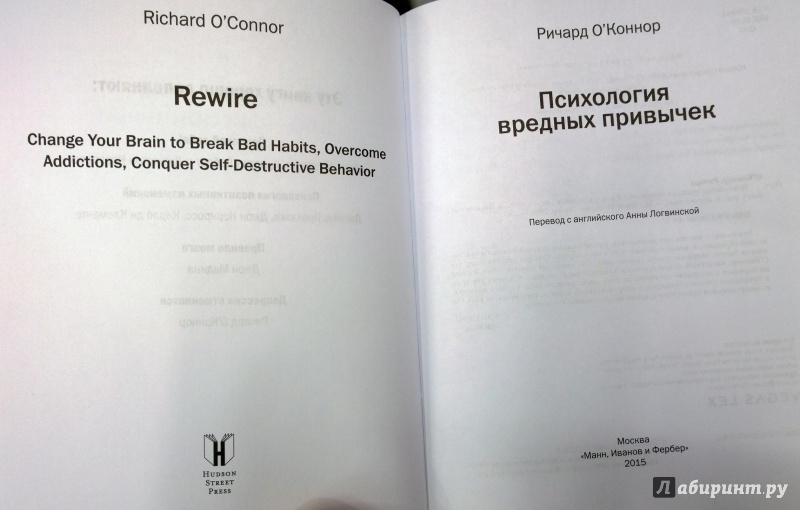 Richard O'Connor
Rewire
Change Your Brain to Break Bad Habits, Overcome
Addictions, Conquer Self-Destructive Behavior
H
HUDSON
STREET
PRESS
Ричард О'Коннор
Психология
вредных привычек
Перевод с английского Анны Логвинской
Москва
«Манн, Иванов и Фербер»
2015
Лабиринт.ру